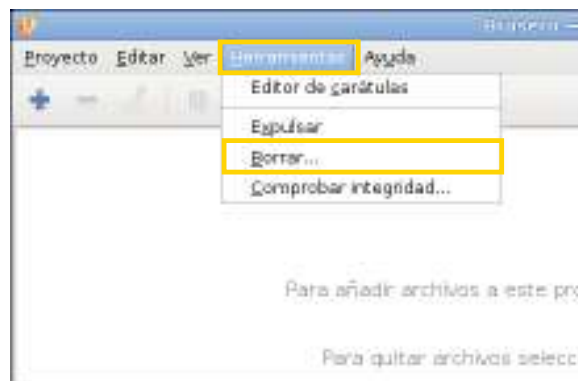 Brasero —
Proyecto Editar Ver Herramientas Ayuda
Editor de carátulas
Expulsar
Borrar...
Comprobar integridad...
Para añadir archivos a este pro
Para quitar archivos selecc